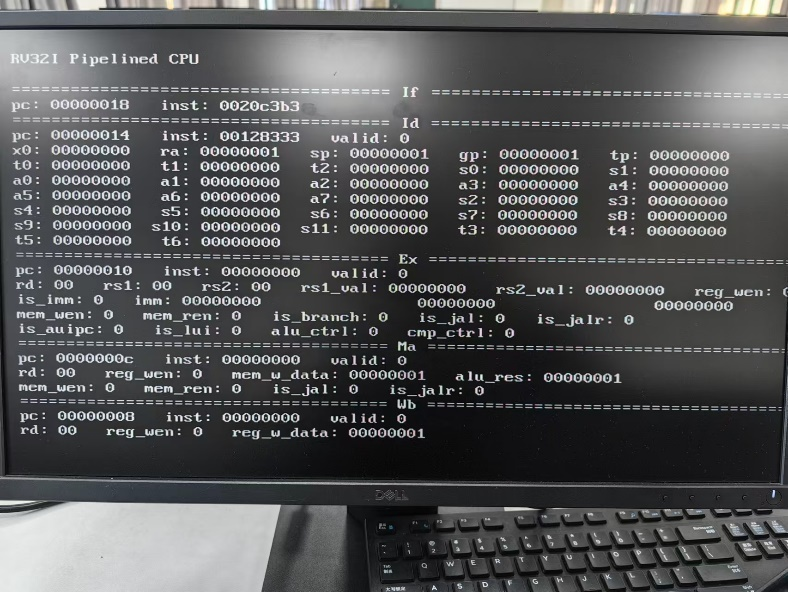 RV32I Pipelined CPU
======================================== If ======================================
pc: 00000018 inst: 0020c3b3
======================================== Id ======================================
pc: 00000014 inst: 00128333 valid: 0
x0: 00000000 ra: 00000001 sp: 00000001 gp: 00000001 tp: 00000000
t0: 00000000 t1: 00000000 t2: 00000000 s0: 00000000 s1: 00000000
a0: 00000000 a1: 00000000 a2: 00000000 a3: 00000000 a4: 00000000
a5: 00000000 a6: 00000000 a7: 00000000 s2: 00000000 s3: 00000000
s4: 00000000 s5: 00000000 s6: 00000000 s7: 00000000 s8: 00000000
s9: 00000000 s10: 00000000 s11: 00000000 t3: 00000000 t4: 00000000
t5: 00000000 t6: 00000000
======================================== Ex ======================================
pc: 00000010 inst: 00000000 valid: 0
rd: 00 rs1: 00 rs2: 00 rs1_val: 00000000 rs2_val: 00000000 reg_wen: 0
is_imm: 0 imm: 00000000 00000000 00000000
mem_wen: 0 mem_ren: 0 is_branch: 0 is_jal: 0 is_jalr: 0
is_auipc: 0 is_lui: 0 alu_ctrl: 0 cmp_ctrl: 0
======================================== Ma ======================================
pc: 0000000c inst: 00000000 valid: 0
rd: 00 reg_wen: 0 mem_w_data: 00000001 alu_res: 00000001
mem_wen: 0 mem_ren: 0 is_jal: 0 is_jalr: 0
======================================== Wb ======================================
pc: 00000008 inst: 00000000 valid: 0
rd: 00 reg_wen: 0 reg_w_data: 00000001
DELL